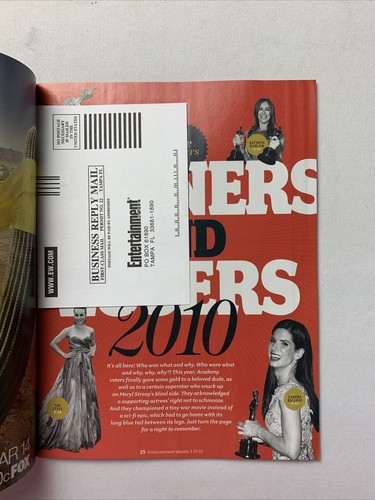 NO POSTAGE
NECESSARY
IF MAILED
IN THE
UNITED STATES
BUSINESS REPLY MAIL
FIRST-CLASS MAIL PERMIT NO. 22 TAMPA FL
POSTAGE WILL BE PAID BY ADDRESSEE
Entertainment
PO BOX 61890
TAMPA FL 33661-1890
WWW.EW.COM
KATHRYN
BIGELOW
NERS
ND
ERS
2010
It's all here! Who won what and why. Who wore what
and why, why, why?! This year, Academy
voters finally gave some gold to a beloved dude, as
well as to a certain superstar who snuck up
on Meryl Streep's blind side. They acknowledged
a supporting actress' right not to schmooze.
And they championed a tiny war movie instead of
a sci-fi epic, which had to go home with its
long blue tail between its legs. Just turn the page
for a night to remember.
SANDRA
BULLOCK
25 Entertainment Weekly
AR 14
FOX